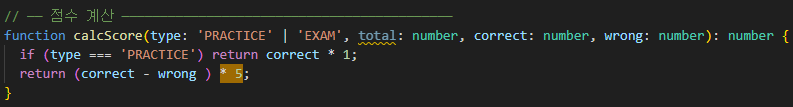 // ── 점수 계산 ──────────────────────────────────────
function calcScore(type: 'PRACTICE' | 'EXAM', total: number, correct: number, wrong: number): number {
  if (type === 'PRACTICE') return correct * 1;
  return (correct - wrong ) * 5;
}